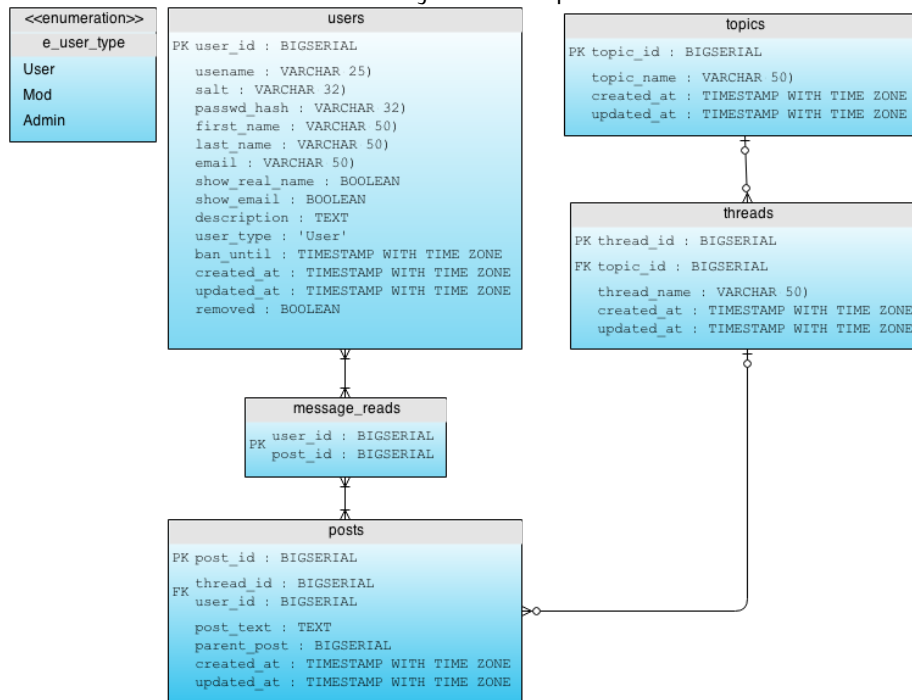 <<enumeration>>
e_user_type
User
Mod
Admin
users
PK user_id : BIGSERIAL
usename : VARCHAR 25)
salt : VARCHAR 32)
passwd_hash : VARCHAR 32)
first_name : VARCHAR 50)
last_name : VARCHAR 50)
email : VARCHAR 50)
show_real_name : BOOLEAN
show_email : BOOLEAN
description : TEXT
user_type : 'User'
ban_until : TIMESTAMP WITH TIME ZONE
created_at : TIMESTAMP WITH TIME ZONE
updated_at : TIMESTAMP WITH TIME ZONE
removed : BOOLEAN
topics
PK topic_id : BIGSERIAL
topic_name : VARCHAR 50)
created_at : TIMESTAMP WITH TIME ZONE
updated_at : TIMESTAMP WITH TIME ZONE
threads
PK thread_id : BIGSERIAL
FK topic_id : BIGSERIAL
thread_name : VARCHAR 50)
created_at : TIMESTAMP WITH TIME ZONE
updated_at : TIMESTAMP WITH TIME ZONE
message_reads
PK user_id : BIGSERIAL
post_id : BIGSERIAL
posts
PK post_id : BIGSERIAL
FK thread_id : BIGSERIAL
user_id : BIGSERIAL
post_text : TEXT
parent_post : BIGSERIAL
created_at : TIMESTAMP WITH TIME ZONE
updated_at : TIMESTAMP WITH TIME ZONE